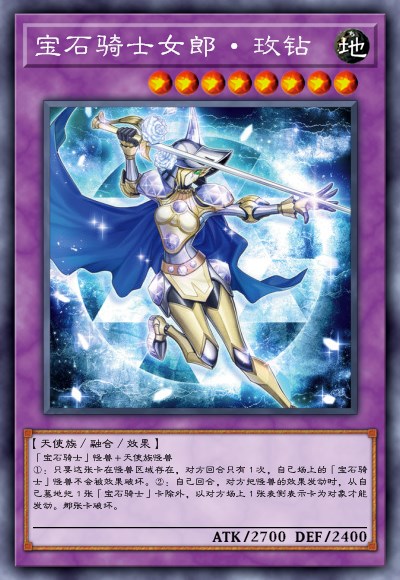 宝石骑士女郎·玫钻
地
【天使族／融合／效果】
「宝石骑士」怪兽＋天使族怪兽
①：只要这张卡在怪兽区域存在，对方回合只有1次，自己场上的「宝石骑
士」怪兽不会被效果破坏。②：自己回合，对方把怪兽的效果发动时，从自
己墓地把1张「宝石骑士」卡除外，以对方场上1张表侧表示卡为对象才能
发动。那张卡破坏。
ATK/2700 DEF/2400